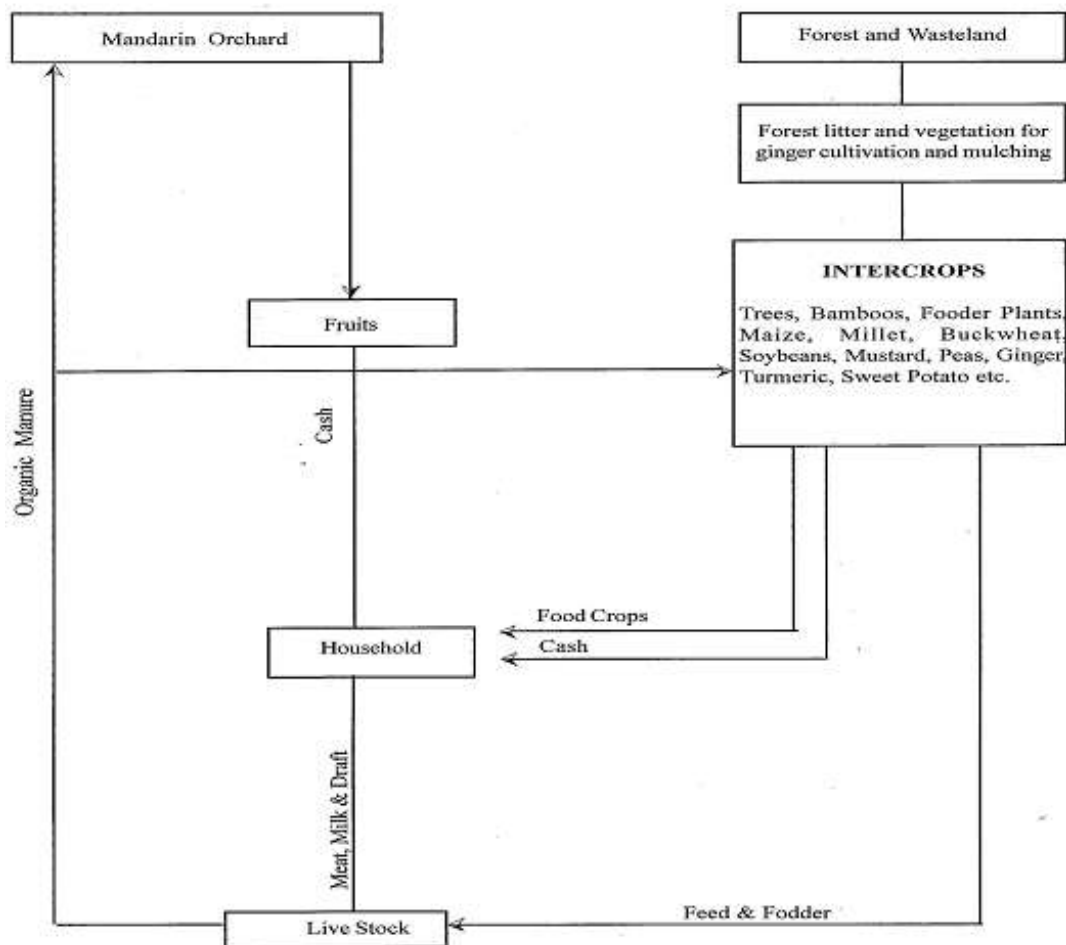 Mandarin Orchard
Forest and Wasteland
Forest litter and vegetation for
ginger cultivation and mulching
INTERCROPS
Trees, Bamboos, Fooder Plants,
Maize, Millet, Buckwheat,
Soybeans, Mustard, Peas, Ginger,
Turmeric, Sweet Potato etc.
Fruits
Organic Manure
Cash
Food Crops
Cash
Household
Meat, Milk & Draft
Feed & Fodder
Live Stock